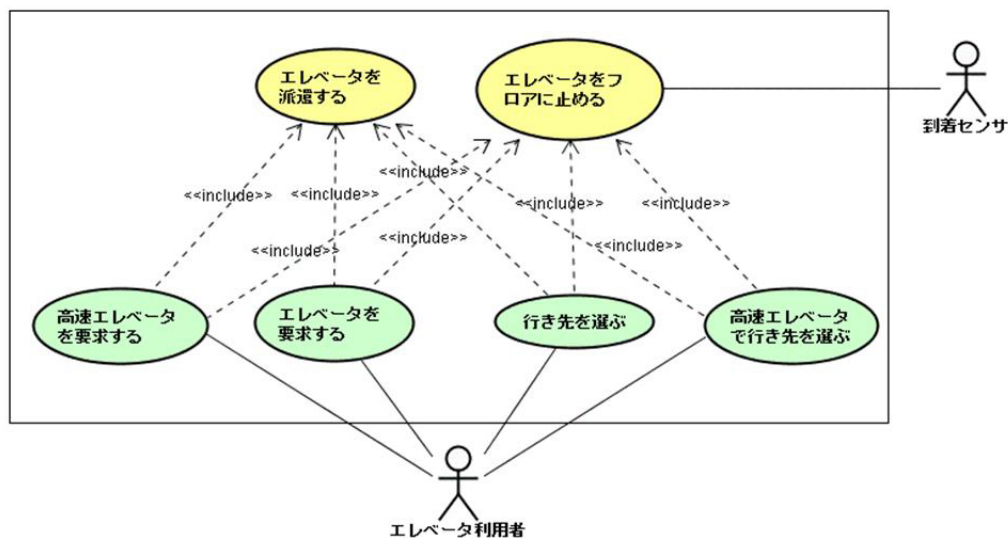 エレベータを
派遣する
エレベータをフ
ロアに止める
到着センサ
<<include>>
<<include>>
<<include>>
<<include>>
<<include>>
<<include>>
<<include>>
<<include>>
高速エレベータ
を要求する
エレベータを
要求する
行き先を選ぶ
高速エレベータ
で行き先を選ぶ
エレベータ利用者